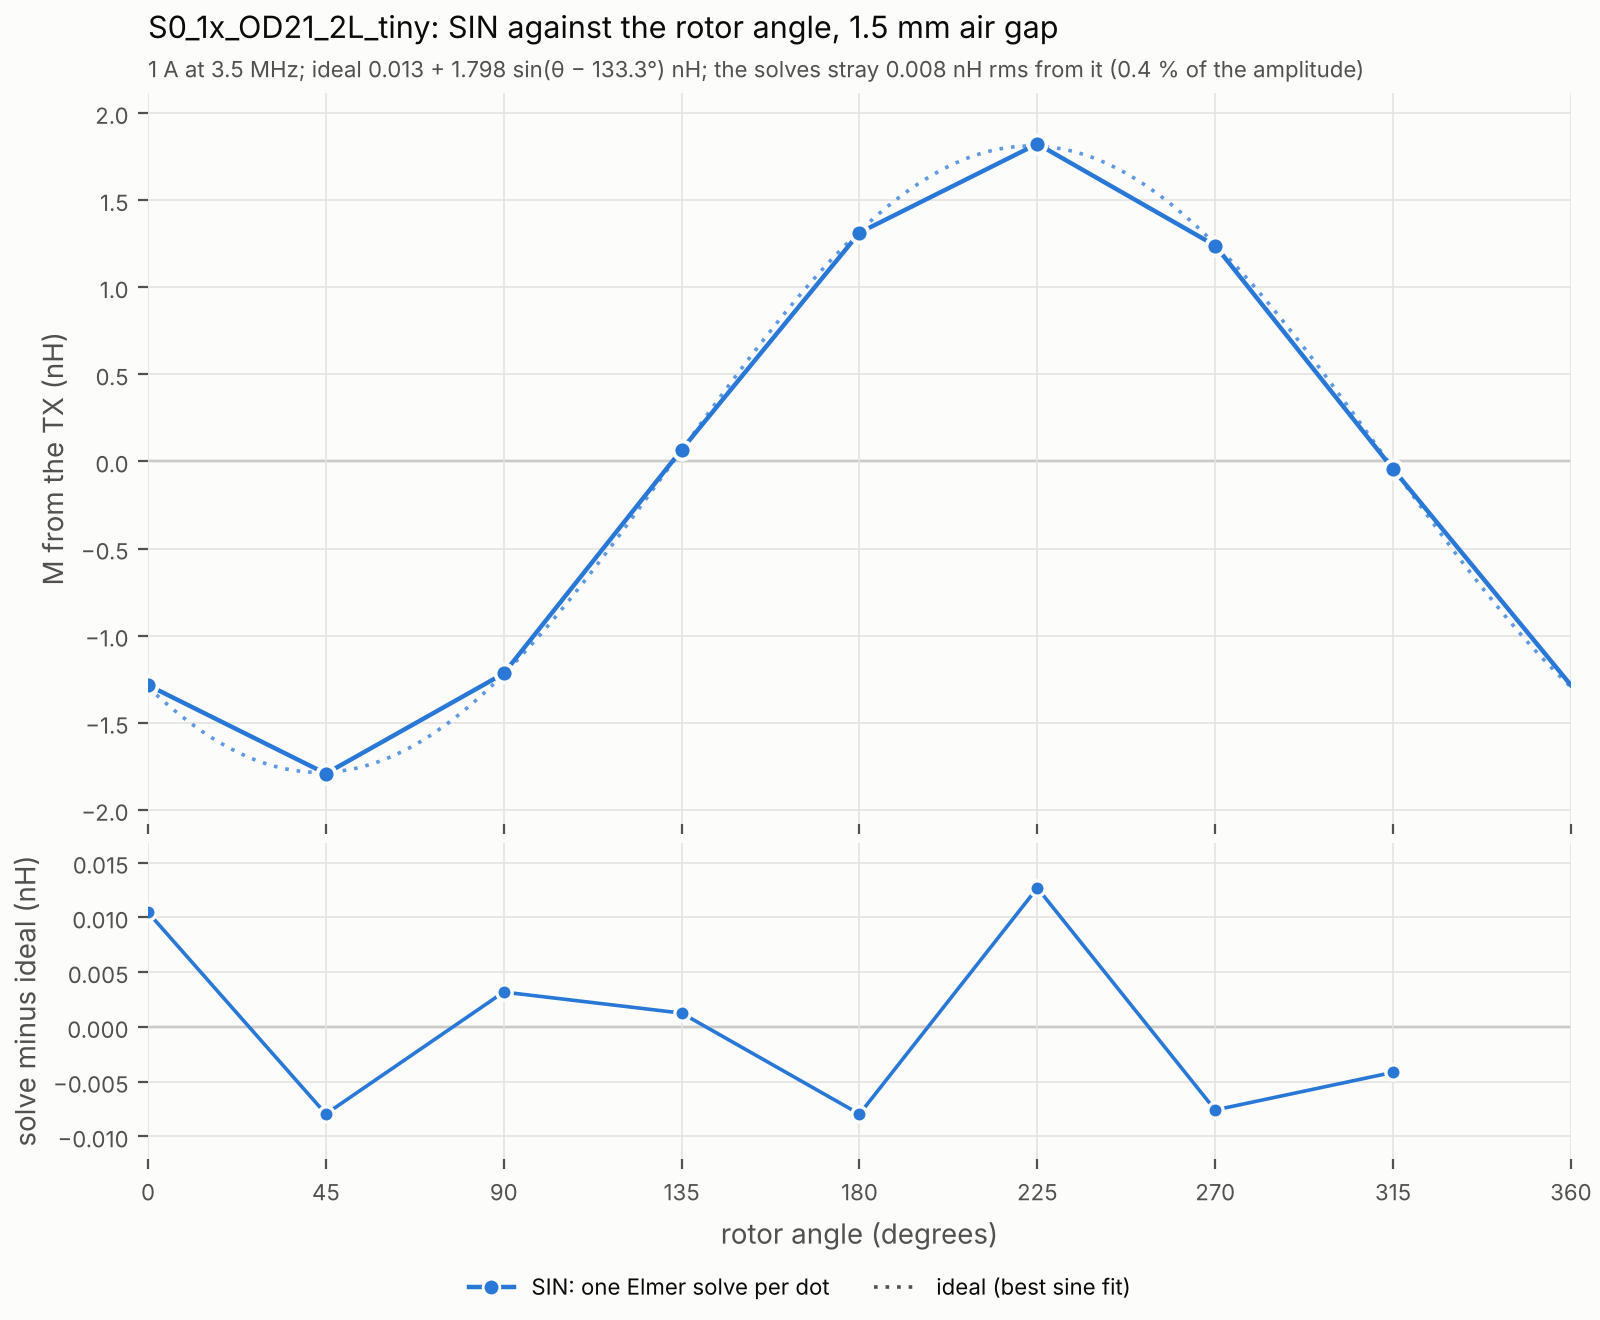 S0_1x_OD21_2L_tiny: SIN against the rotor angle, 1.5 mm air gap
1 A at 3.5 MHz; ideal 0.013 + 1.798 sin(θ − 133.3°) nH; the solves stray 0.008 nH rms from it (0.4 % of the amplitude)
M from the TX (nH)
2.0
1.5
1.0
0.5
0.0
−0.5
−1.0
−1.5
−2.0
solve minus ideal (nH)
0.015
0.010
0.005
0.000
−0.005
−0.010
0 45 90 135 180 225 270 315 360
rotor angle (degrees)
SIN: one Elmer solve per dot ideal (best sine fit)